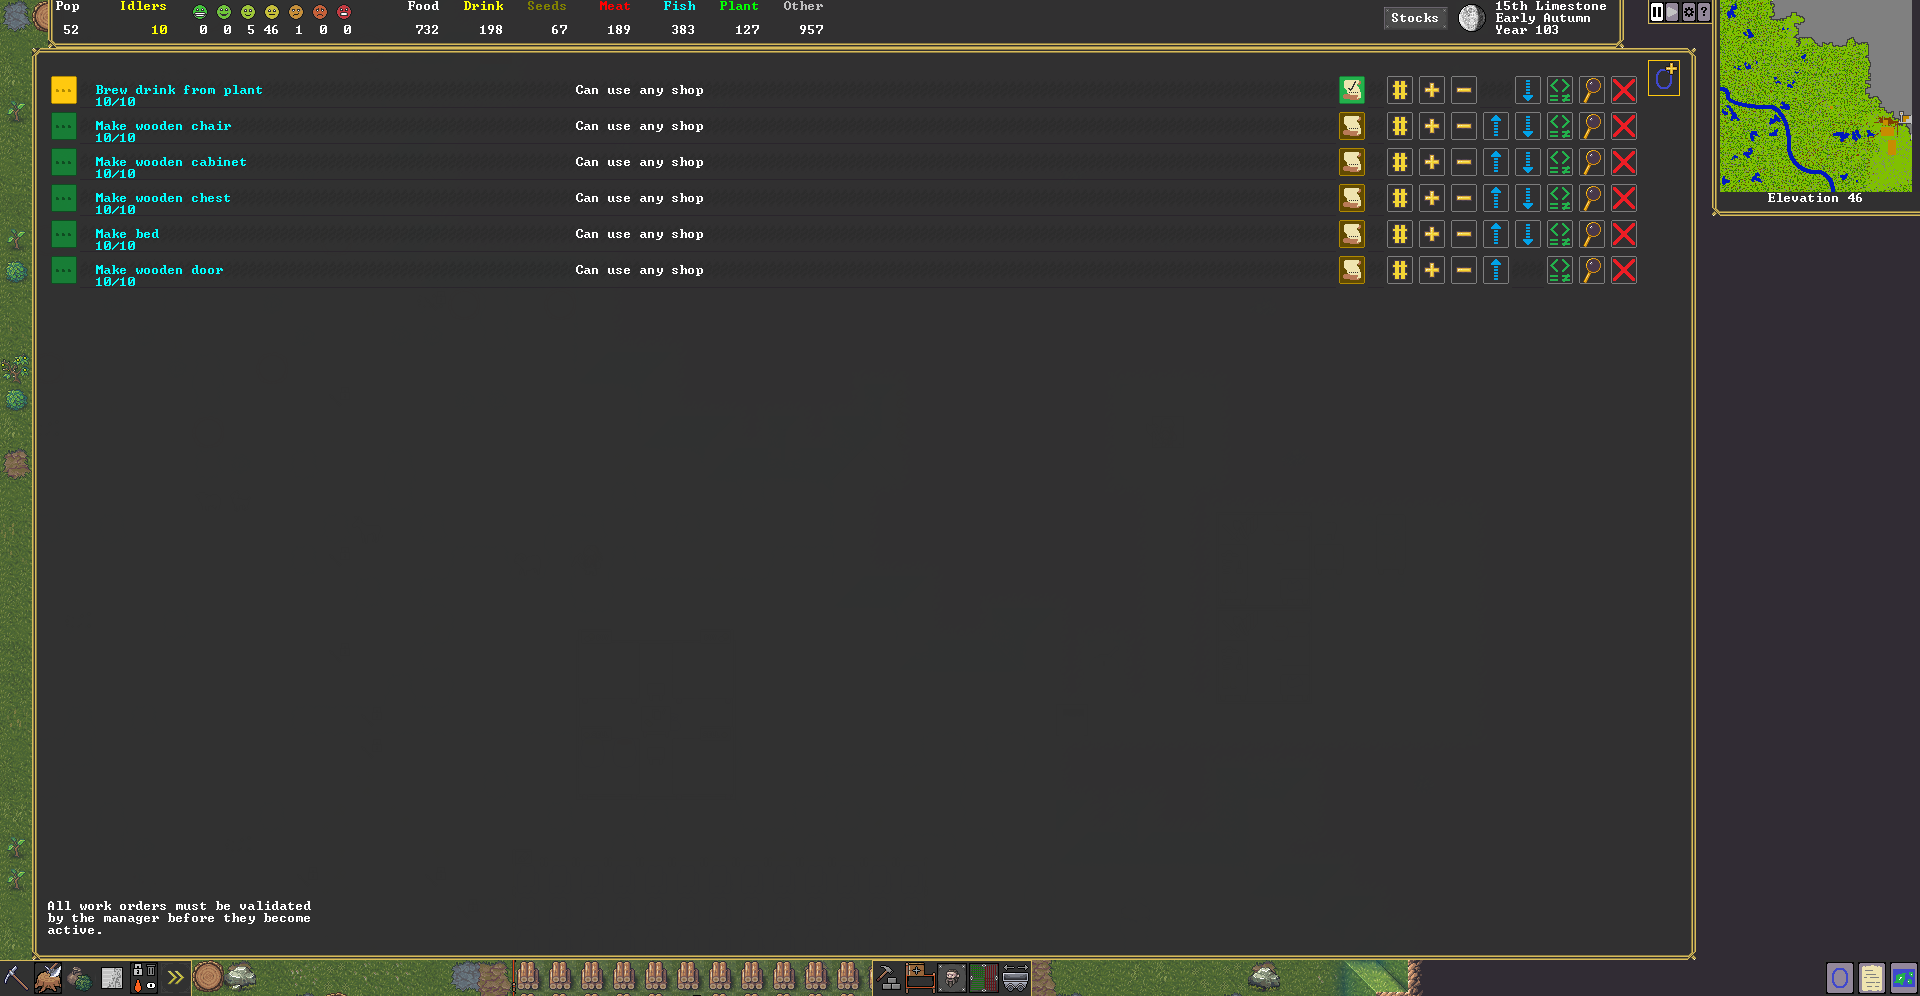 Pop Idlers Food Drink Seeds Meat Fish Plant Other
52 10 0 0 5 46 1 0 0 732 198 67 189 383 127 957
Stocks
15th Limestone
Early Autumn
Year 103
?
Elevation 46
Brew drink from plant Can use any shop
10/10
Make wooden chair Can use any shop
10/10
Make wooden cabinet Can use any shop
10/10
Make wooden chest Can use any shop
10/10
Make bed Can use any shop
10/10
Make wooden door Can use any shop
10/10
All work orders must be validated
by the manager before they become
active.